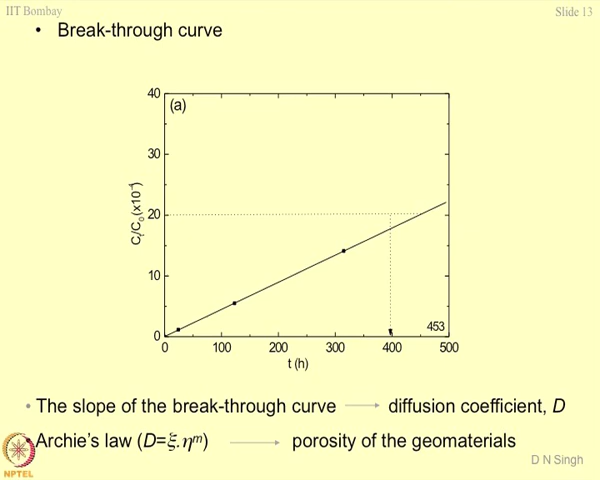 IIT Bombay
Slide 13
• Break-through curve
(a)
40
30
20
10
0
Cₜ/C₀ (x10⁻⁴)
453
0 100 200 300 400 500
t (h)
• The slope of the break-through curve → diffusion coefficient, D
• Archie's law (D=ξ.ηᵐ) → porosity of the geomaterials
D N Singh
NPTEL